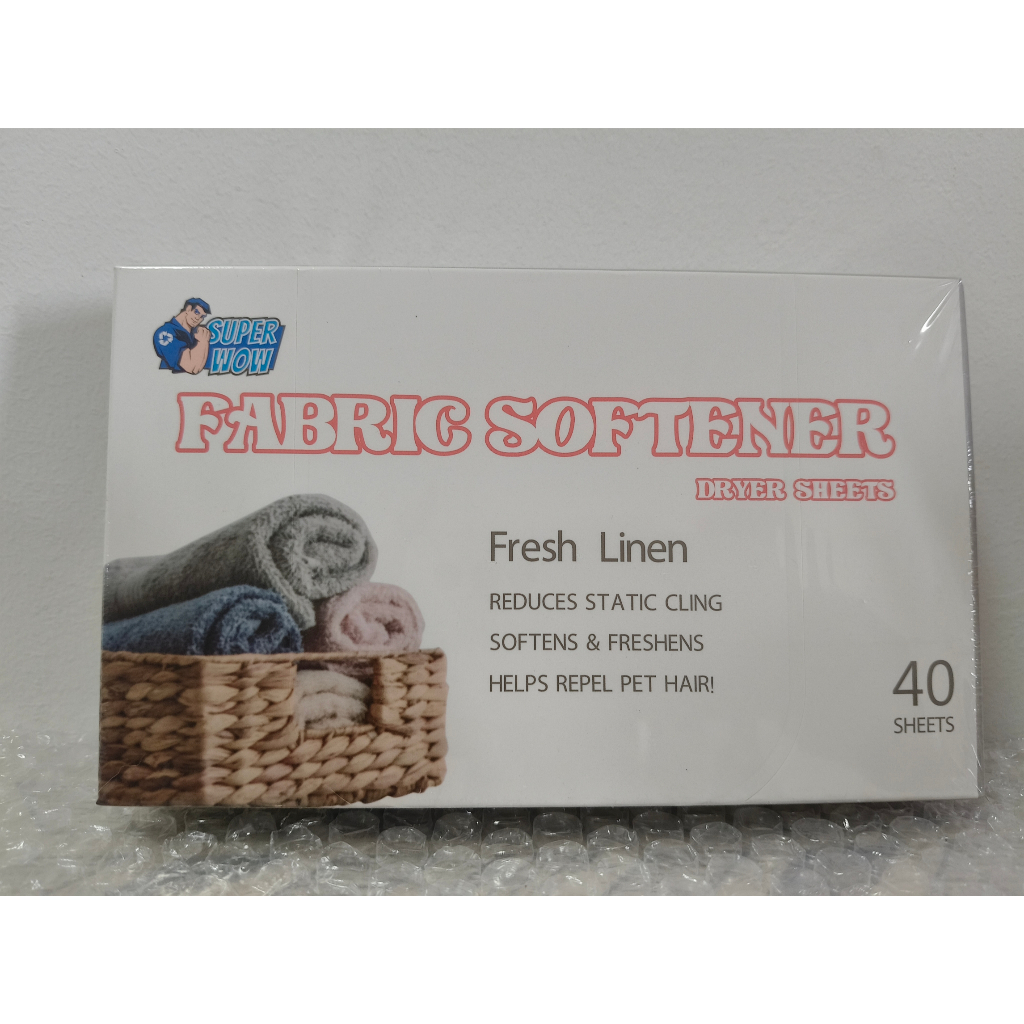 SUPER
WOW
FABRIC SOFTENER
DRYER SHEETS
Fresh Linen
REDUCES STATIC CLING
SOFTENS & FRESHENS
HELPS REPEL PET HAIR!
40
SHEETS